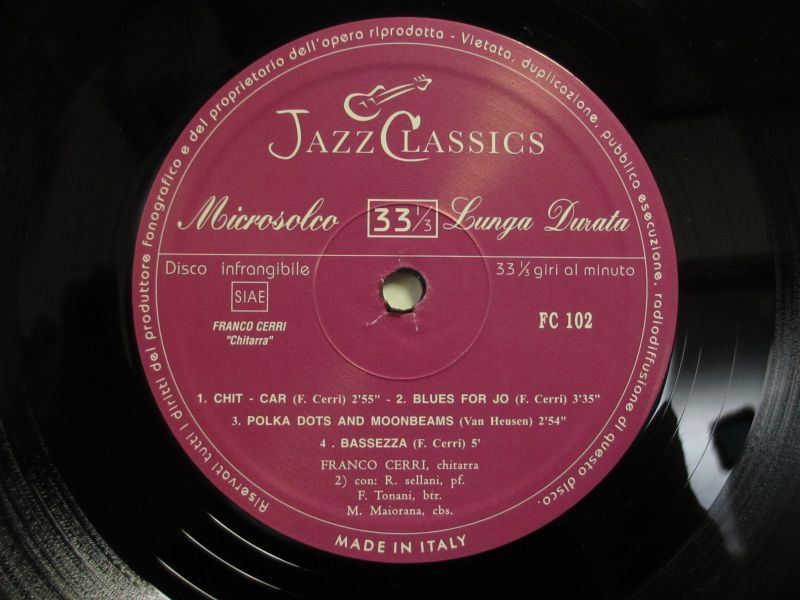 Riservati tutti i diritti del produttore fonografico e del proprietario dell'opera riprodotta - Vietata, duplicazione, pubblica esecuzione, radiodiffusione di questo disco.
JAZZ CLASSICS
Microsolco 33 1/3 Lunga Durata
Disco infrangibile 33 1/3 giri al minuto
SIAE
FRANCO CERRI FC 102
"Chitarra"
1. CHIT - CAR (F. Cerri) 2'55" - 2. BLUES FOR JO (F. Cerri) 3'35"
3. POLKA DOTS AND MOONBEAMS (Van Heusen) 2'54"
4 . BASSEZZA (F. Cerri) 5'
FRANCO CERRI, chitarra
2) con: R. sellani, pf.
F. Tonani, btr.
M. Maiorana, cbs.
MADE IN ITALY